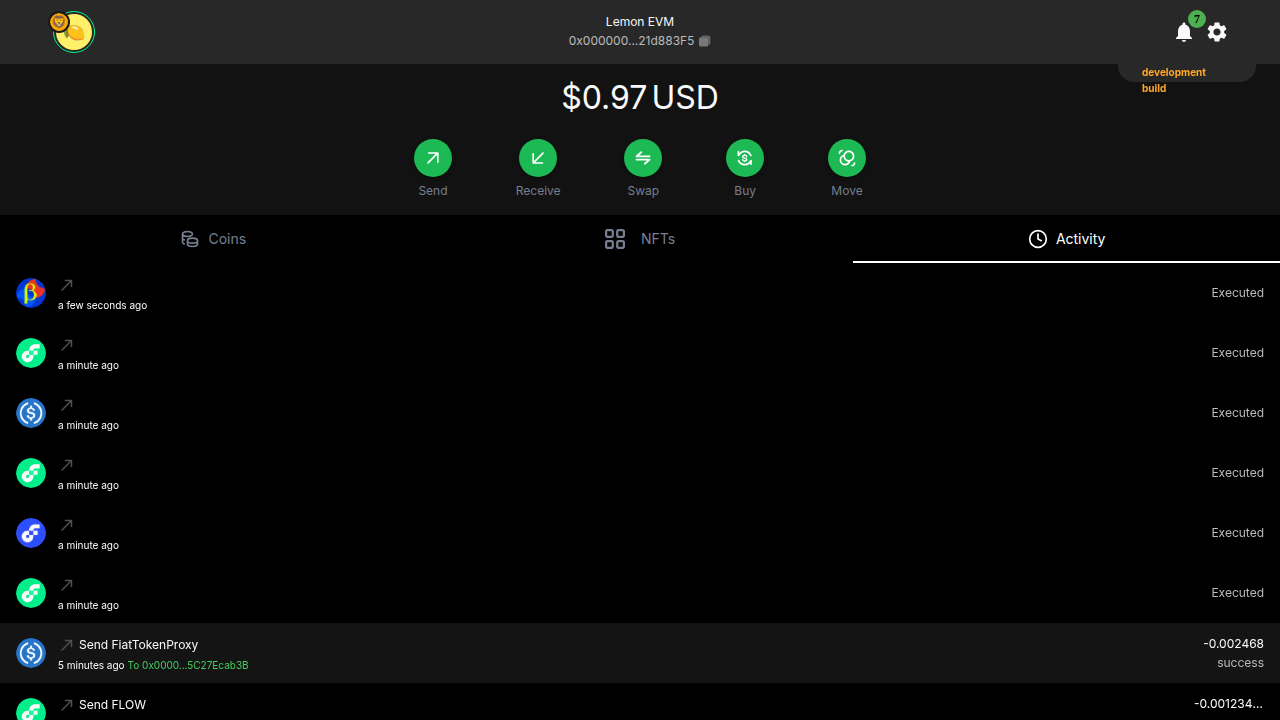 Lemon EVM
0x000000...21d883F5
7
development
build
$0.97 USD
Send
Receive
Swap
Buy
Move
Coins
NFTs
Activity
a few seconds ago
Executed
a minute ago
Executed
a minute ago
Executed
a minute ago
Executed
a minute ago
Executed
a minute ago
Executed
Send FiatTokenProxy
-0.002468
5 minutes ago To 0x0000...5C27Ecab3B
success
Send FLOW
-0.001234...